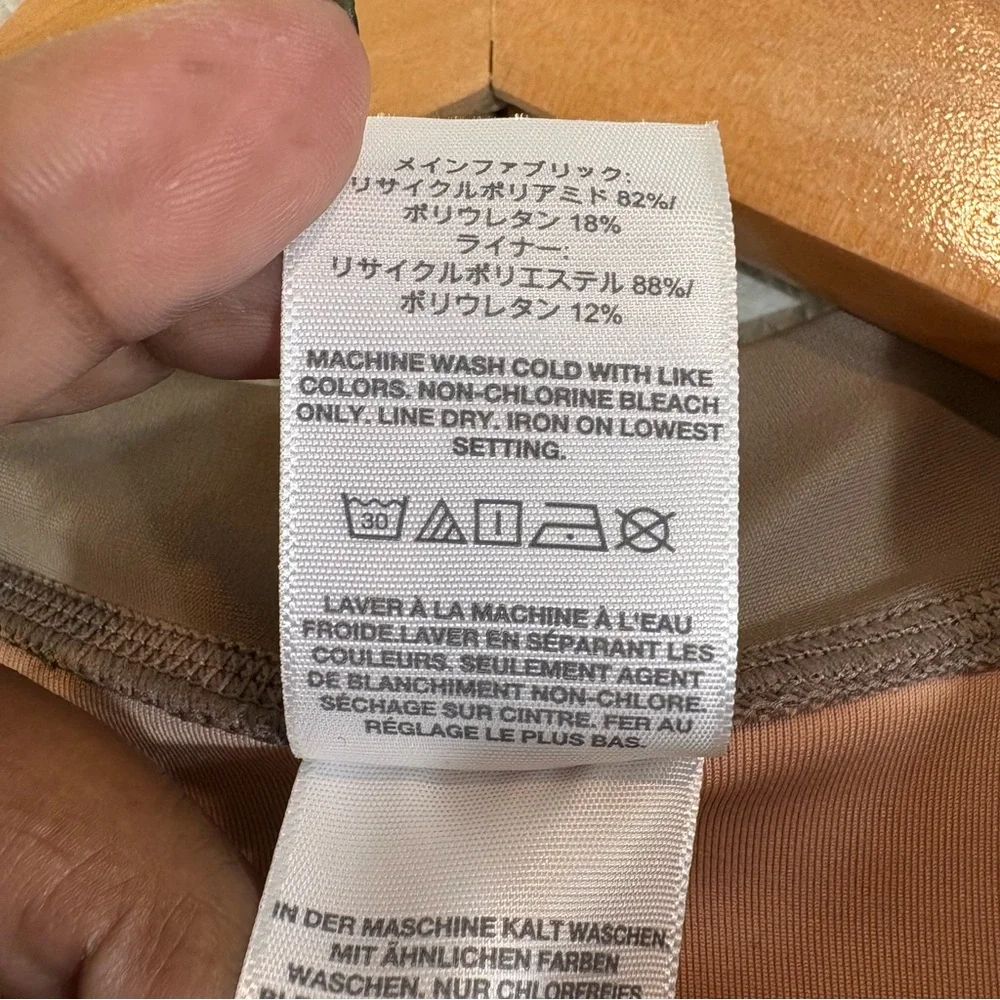 メインファブリック:
リサイクルポリアミド 82%/
ポリウレタン 18%
ライナー:
リサイクルポリエステル 88%/
ポリウレタン 12%
MACHINE WASH COLD WITH LIKE
COLORS. NON-CHLORINE BLEACH
ONLY. LINE DRY. IRON ON LOWEST
SETTING.
30
LAVER À LA MACHINE À L'EAU
FROIDE.LAVER EN SÉPARANT LES
COULEURS. SEULEMENT AGENT
DE BLANCHIMENT NON-CHLORE.
SÉCHAGE SUR CINTRE. FER AU
RÉGLAGE LE PLUS BAS.
IN DER MASCHINE KALT WASCHEN.
MIT ÄHNLICHEN FARBEN
WASCHEN. NUR CHLORFREIES